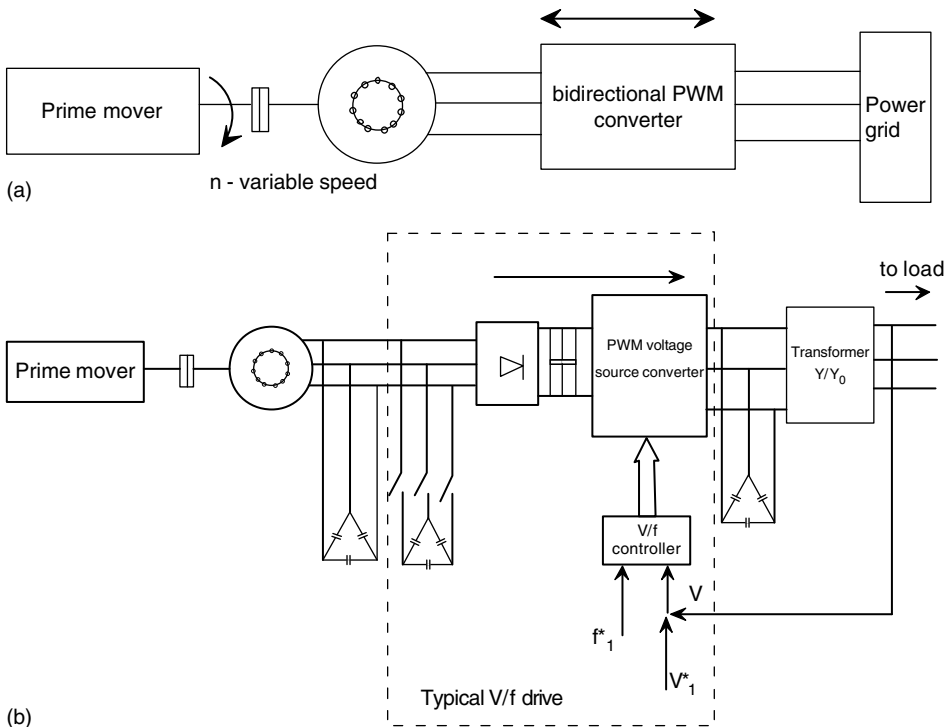 Prime mover
n - variable speed
bidirectional PWM
converter
Power
grid
(a)
to load
Prime mover
PWM voltage
source converter
Transformer
Y/Y0
V/f
controller
V
f*1
V*1
Typical V/f drive
(b)